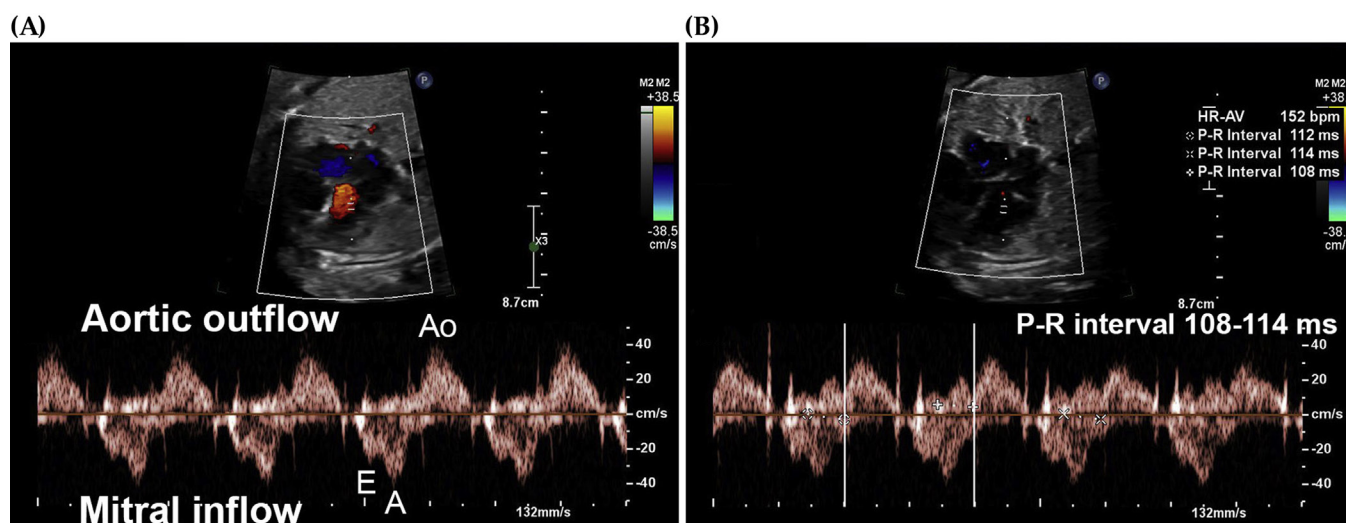 (A)
P
M2 M2
+38.5
-38.5
cm/s
X3
8.7cm
Aortic outflow
Ao
40
20
cm/s
-20
-40
E
A
Mitral inflow
132mm/s
(B)
P
M2 M2
+38.
HR-AV 152 bpm
P-R Interval 112 ms
P-R Interval 114 ms
P-R Interval 108 ms
-38.
cm/s
8.7cm
P-R interval 108-114 ms
40
20
cm/s
-20
-40
132mm/s